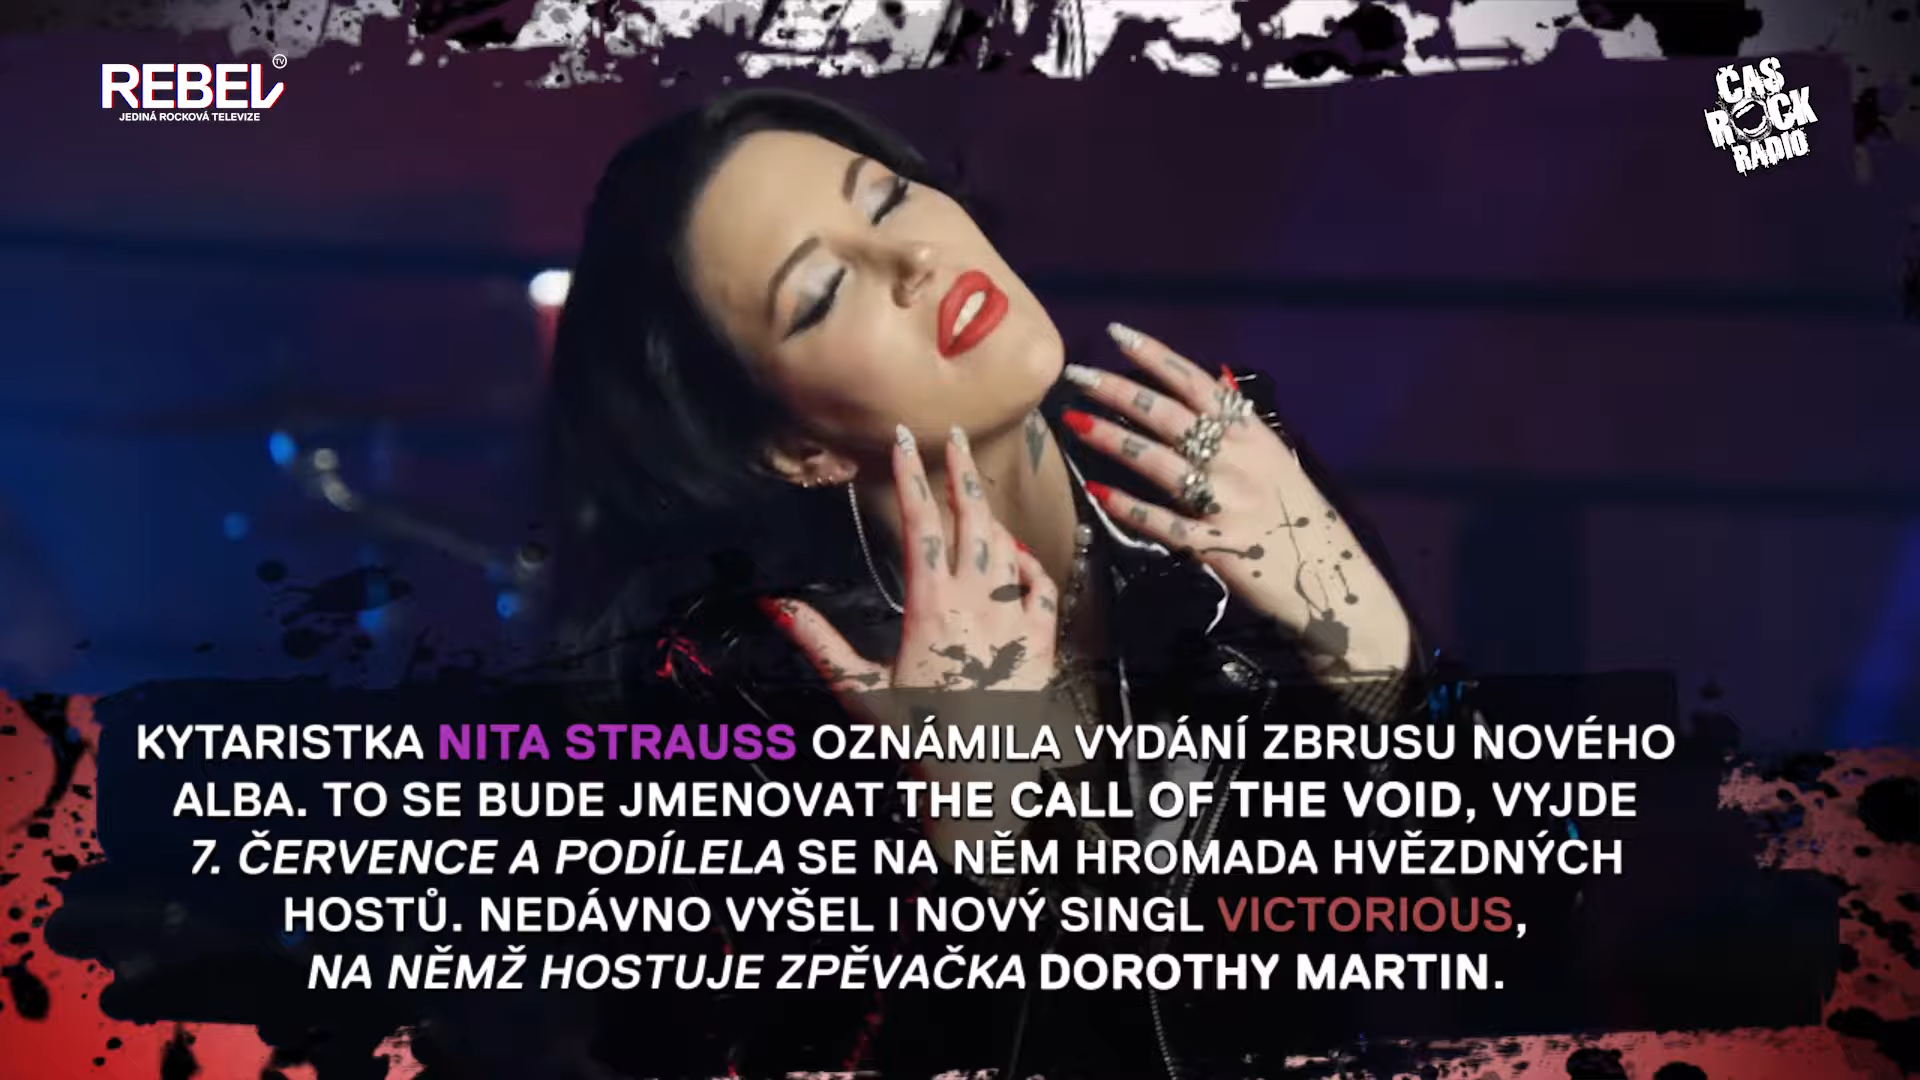 REBEL TV
JEDINÁ ROCKOVÁ TELEVIZE
ČAS
ROCK
RADIO
KYTARISTKA NITA STRAUSS OZNÁMILA VYDÁNÍ ZBRUSU NOVÉHO
ALBA. TO SE BUDE JMENOVAT THE CALL OF THE VOID, VYJDE
7. ČERVENCE A PODÍLELA SE NA NĚM HROMADA HVĚZDNÝCH
HOSTŮ. NEDÁVNO VYŠEL I NOVÝ SINGL VICTORIOUS,
NA NĚMŽ HOSTUJE ZPĚVAČKA DOROTHY MARTIN.